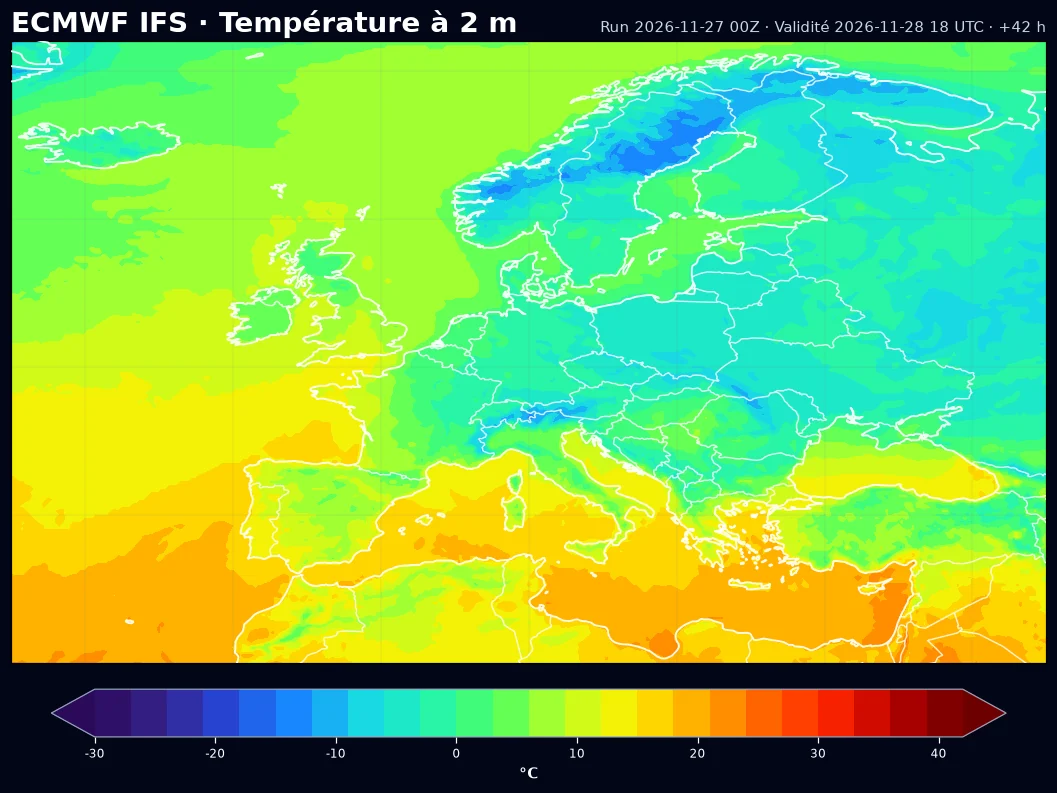 ECMWF IFS · Température à 2 m
Run 2026-11-27 00Z · Validité 2026-11-28 18 UTC · +42 h
-30 -20 -10 0 10 20 30 40
°C